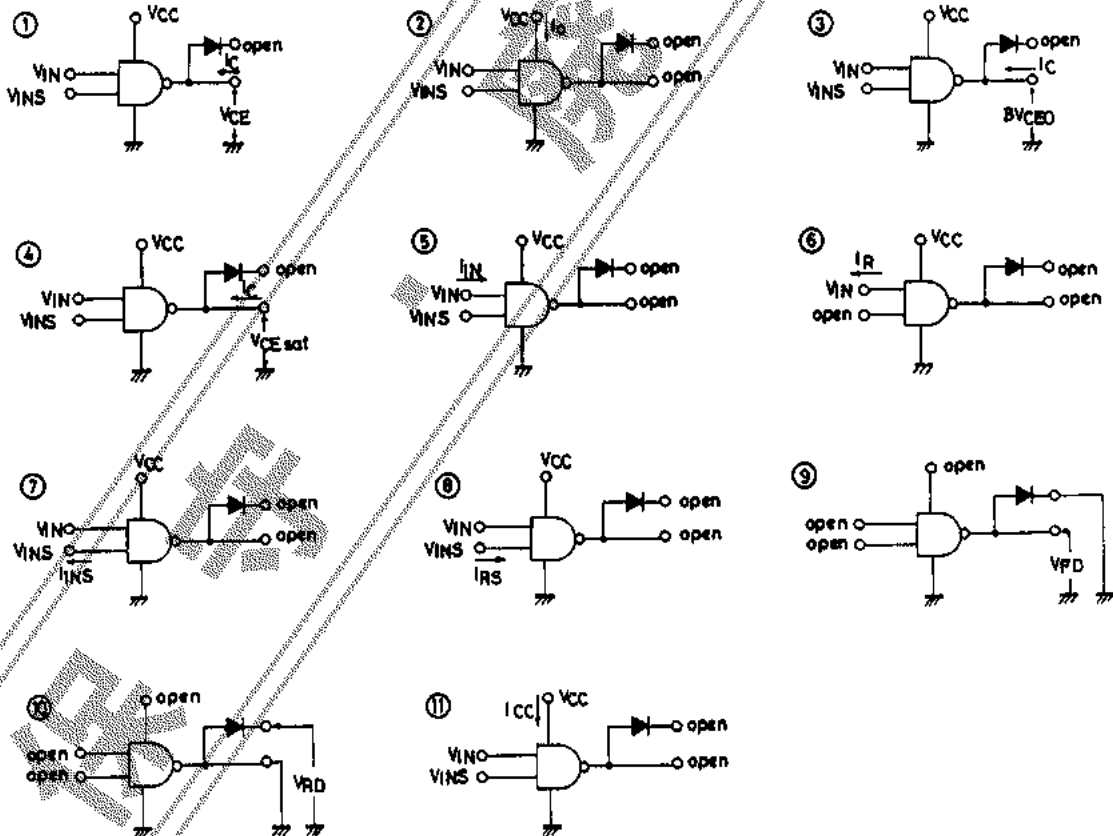 ① VCC
open
IC
VIN
VINS
VCE
② VCC
open
VIN
VINS
open
③ VCC
open
VIN
IC
VINS
BVCEO
④ VCC
open
IC
VIN
VINS
VCE sat
⑤ VCC
IIN
open
VIN
VINS
open
⑥ VCC
IR
open
VIN
open
open
⑦ VCC
open
VIN
VINS
open
IINS
⑧ VCC
open
VIN
VINS
open
IRS
⑨ open
open
open
VFD
⑩ open
open
open
VRD
⑪ ICC VCC
open
VIN
VINS
open